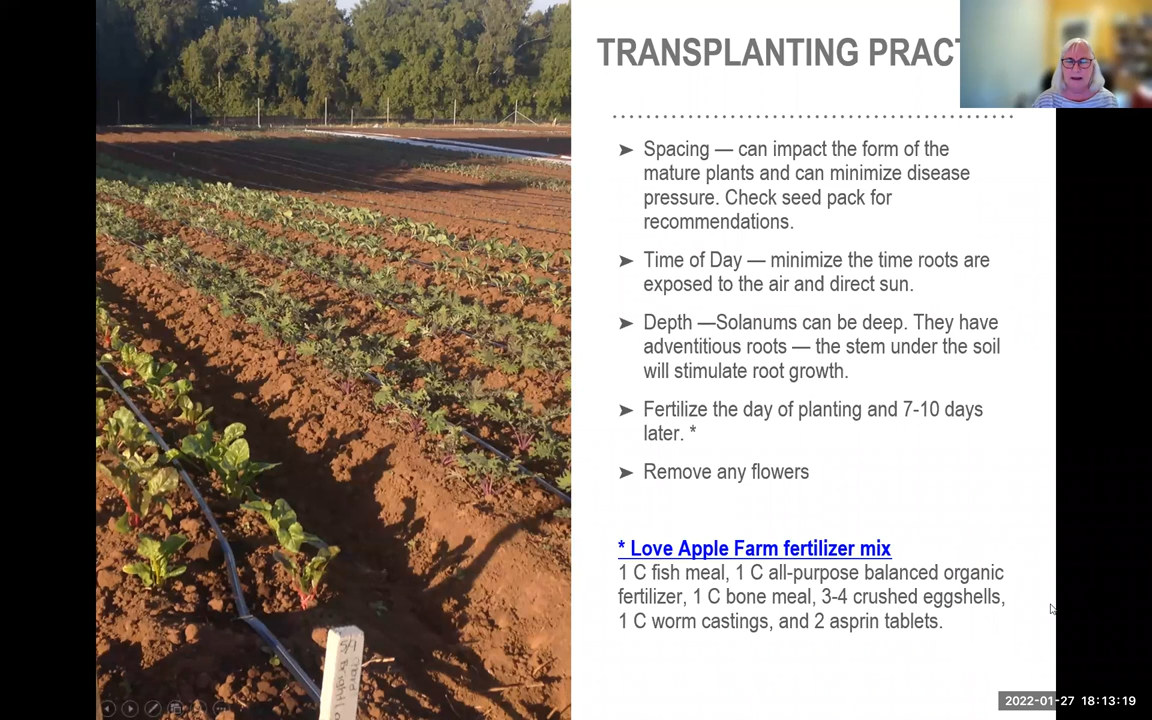 TRANSPLANTING PRACT
➤ Spacing — can impact the form of the
mature plants and can minimize disease
pressure. Check seed pack for
recommendations.
➤ Time of Day — minimize the time roots are
exposed to the air and direct sun.
➤ Depth —Solanums can be deep. They have
adventitious roots — the stem under the soil
will stimulate root growth.
➤ Fertilize the day of planting and 7-10 days
later. *
➤ Remove any flowers
* Love Apple Farm fertilizer mix
1 C fish meal, 1 C all-purpose balanced organic
fertilizer, 1 C bone meal, 3-4 crushed eggshells,
1 C worm castings, and 2 asprin tablets.
2022-01-27 18:13:19